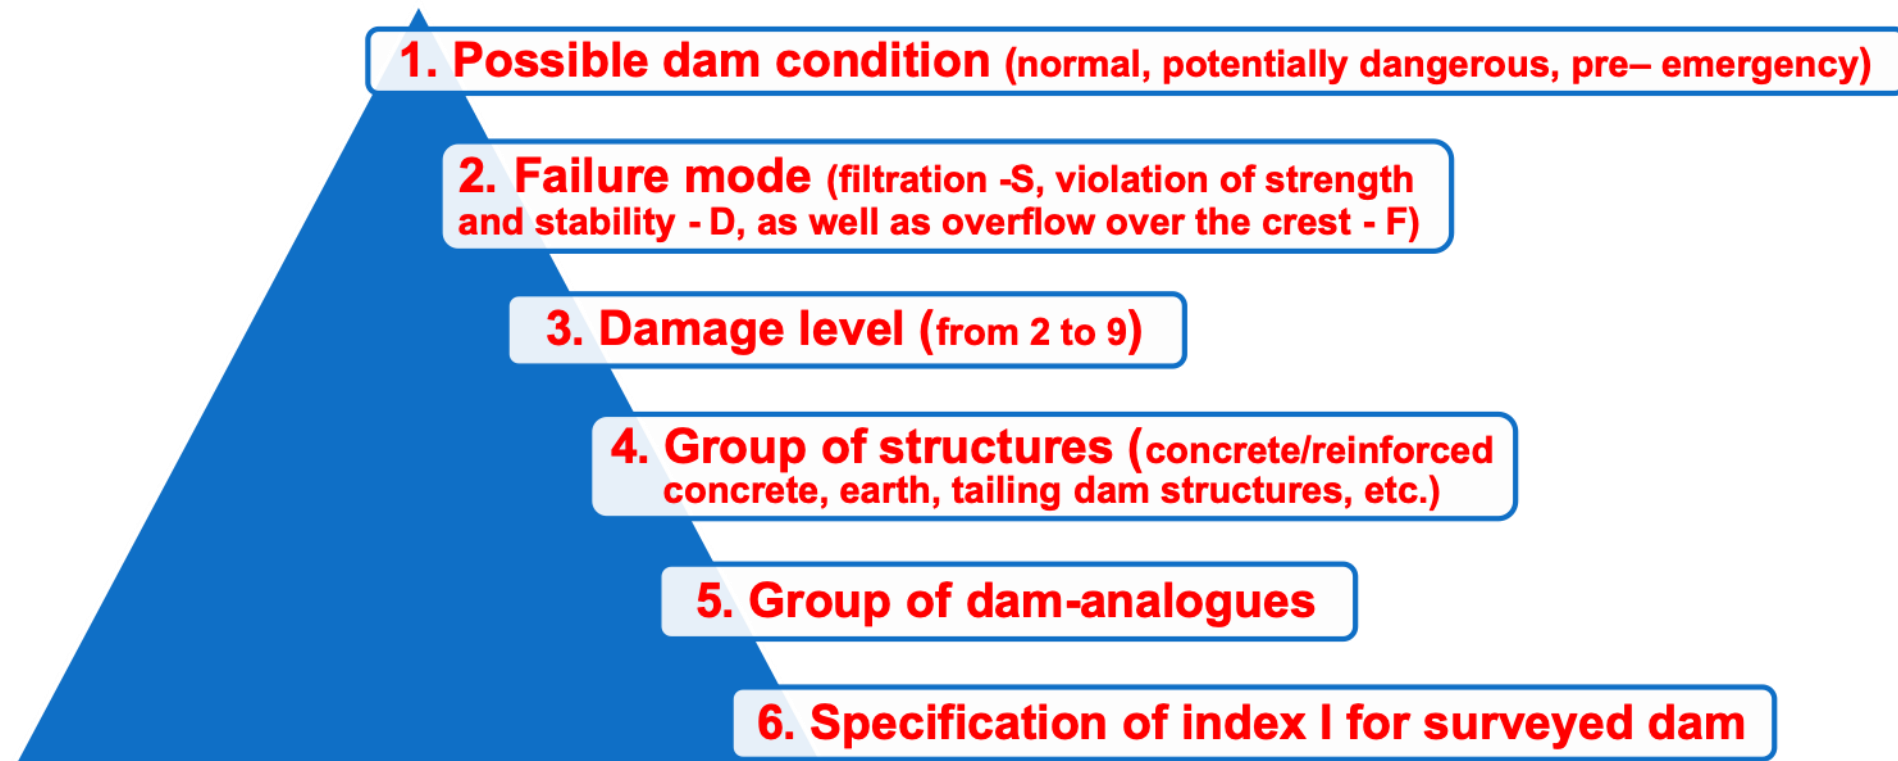 1. Possible dam condition (normal, potentially dangerous, pre– emergency)
2. Failure mode (filtration -S, violation of strength
and stability - D, as well as overflow over the crest - F)
3. Damage level (from 2 to 9)
4. Group of structures (concrete/reinforced
concrete, earth, tailing dam structures, etc.)
5. Group of dam-analogues
6. Specification of index I for surveyed dam